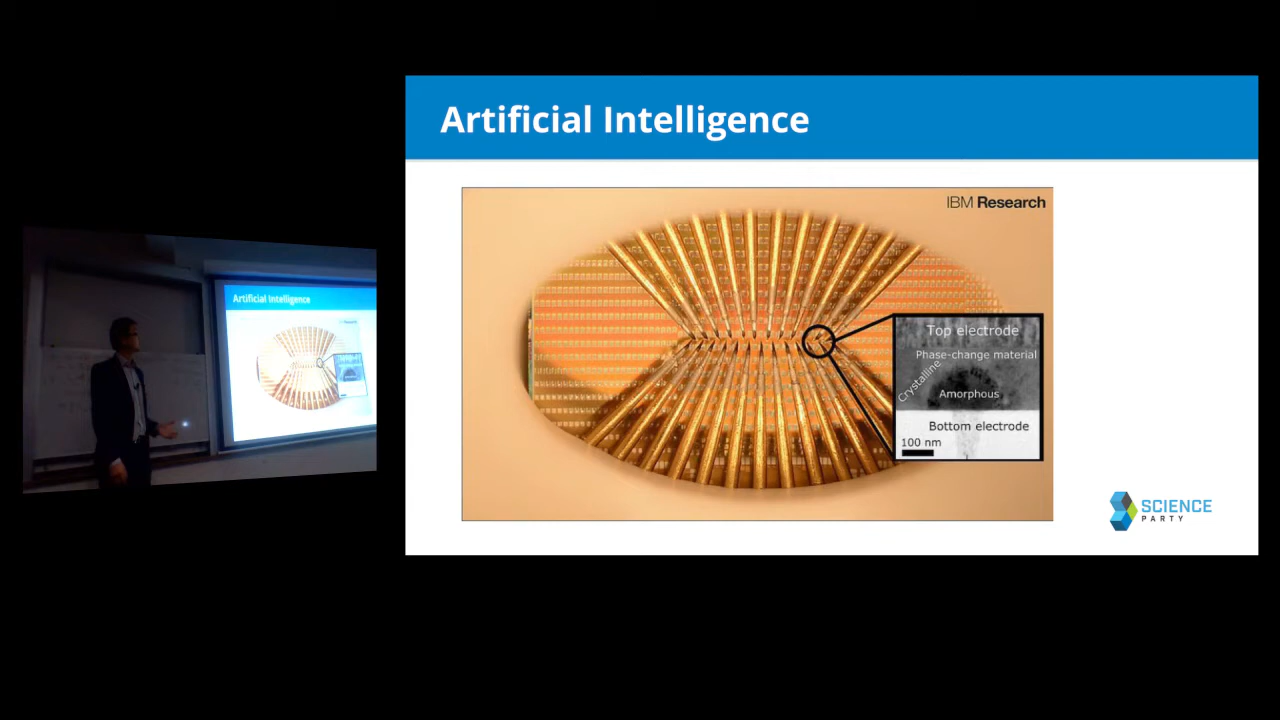 Artificial Intelligence
IBM Research
Top electrode
Phase-change material
Crystalline
Amorphous
Bottom electrode
100 nm
SCIENCE
PARTY
Artificial Intelligence